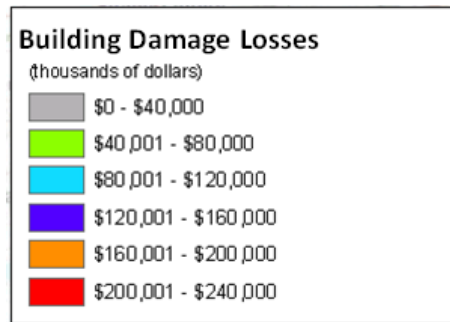 Building Damage Losses
(thousands of dollars)
$0 - $40,000
$40,001 - $80,000
$80,001 - $120,000
$120,001 - $160,000
$160,001 - $200,000
$200,001 - $240,000